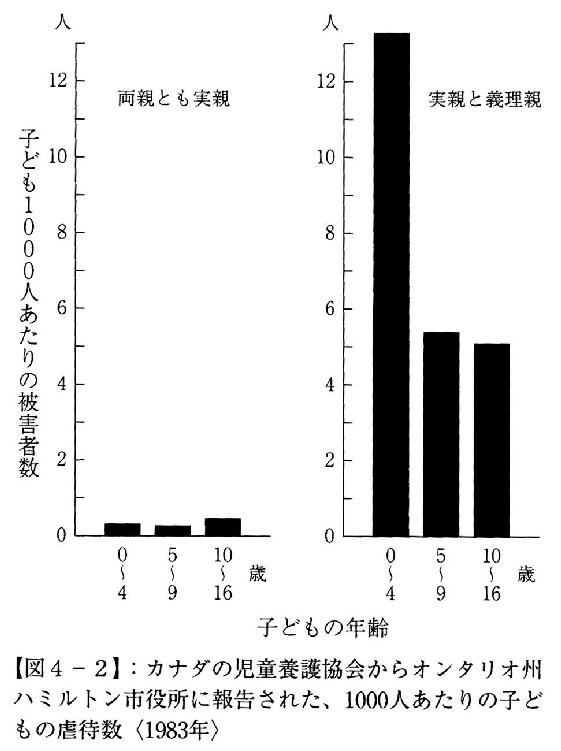 人
12
10
8
6
4
2
0
両親とも実親
子ども1000人あたりの被害者数
0〜4
5〜9
10〜16
歳
人
12
10
8
6
4
2
0
実親と義理親
0〜4
5〜9
10〜16
歳
子どもの年齢
【図4-2】:カナダの児童養護協会からオンタリオ州
ハミルトン市役所に報告された、1000人あたりの子ど
もの虐待数〈1983年〉